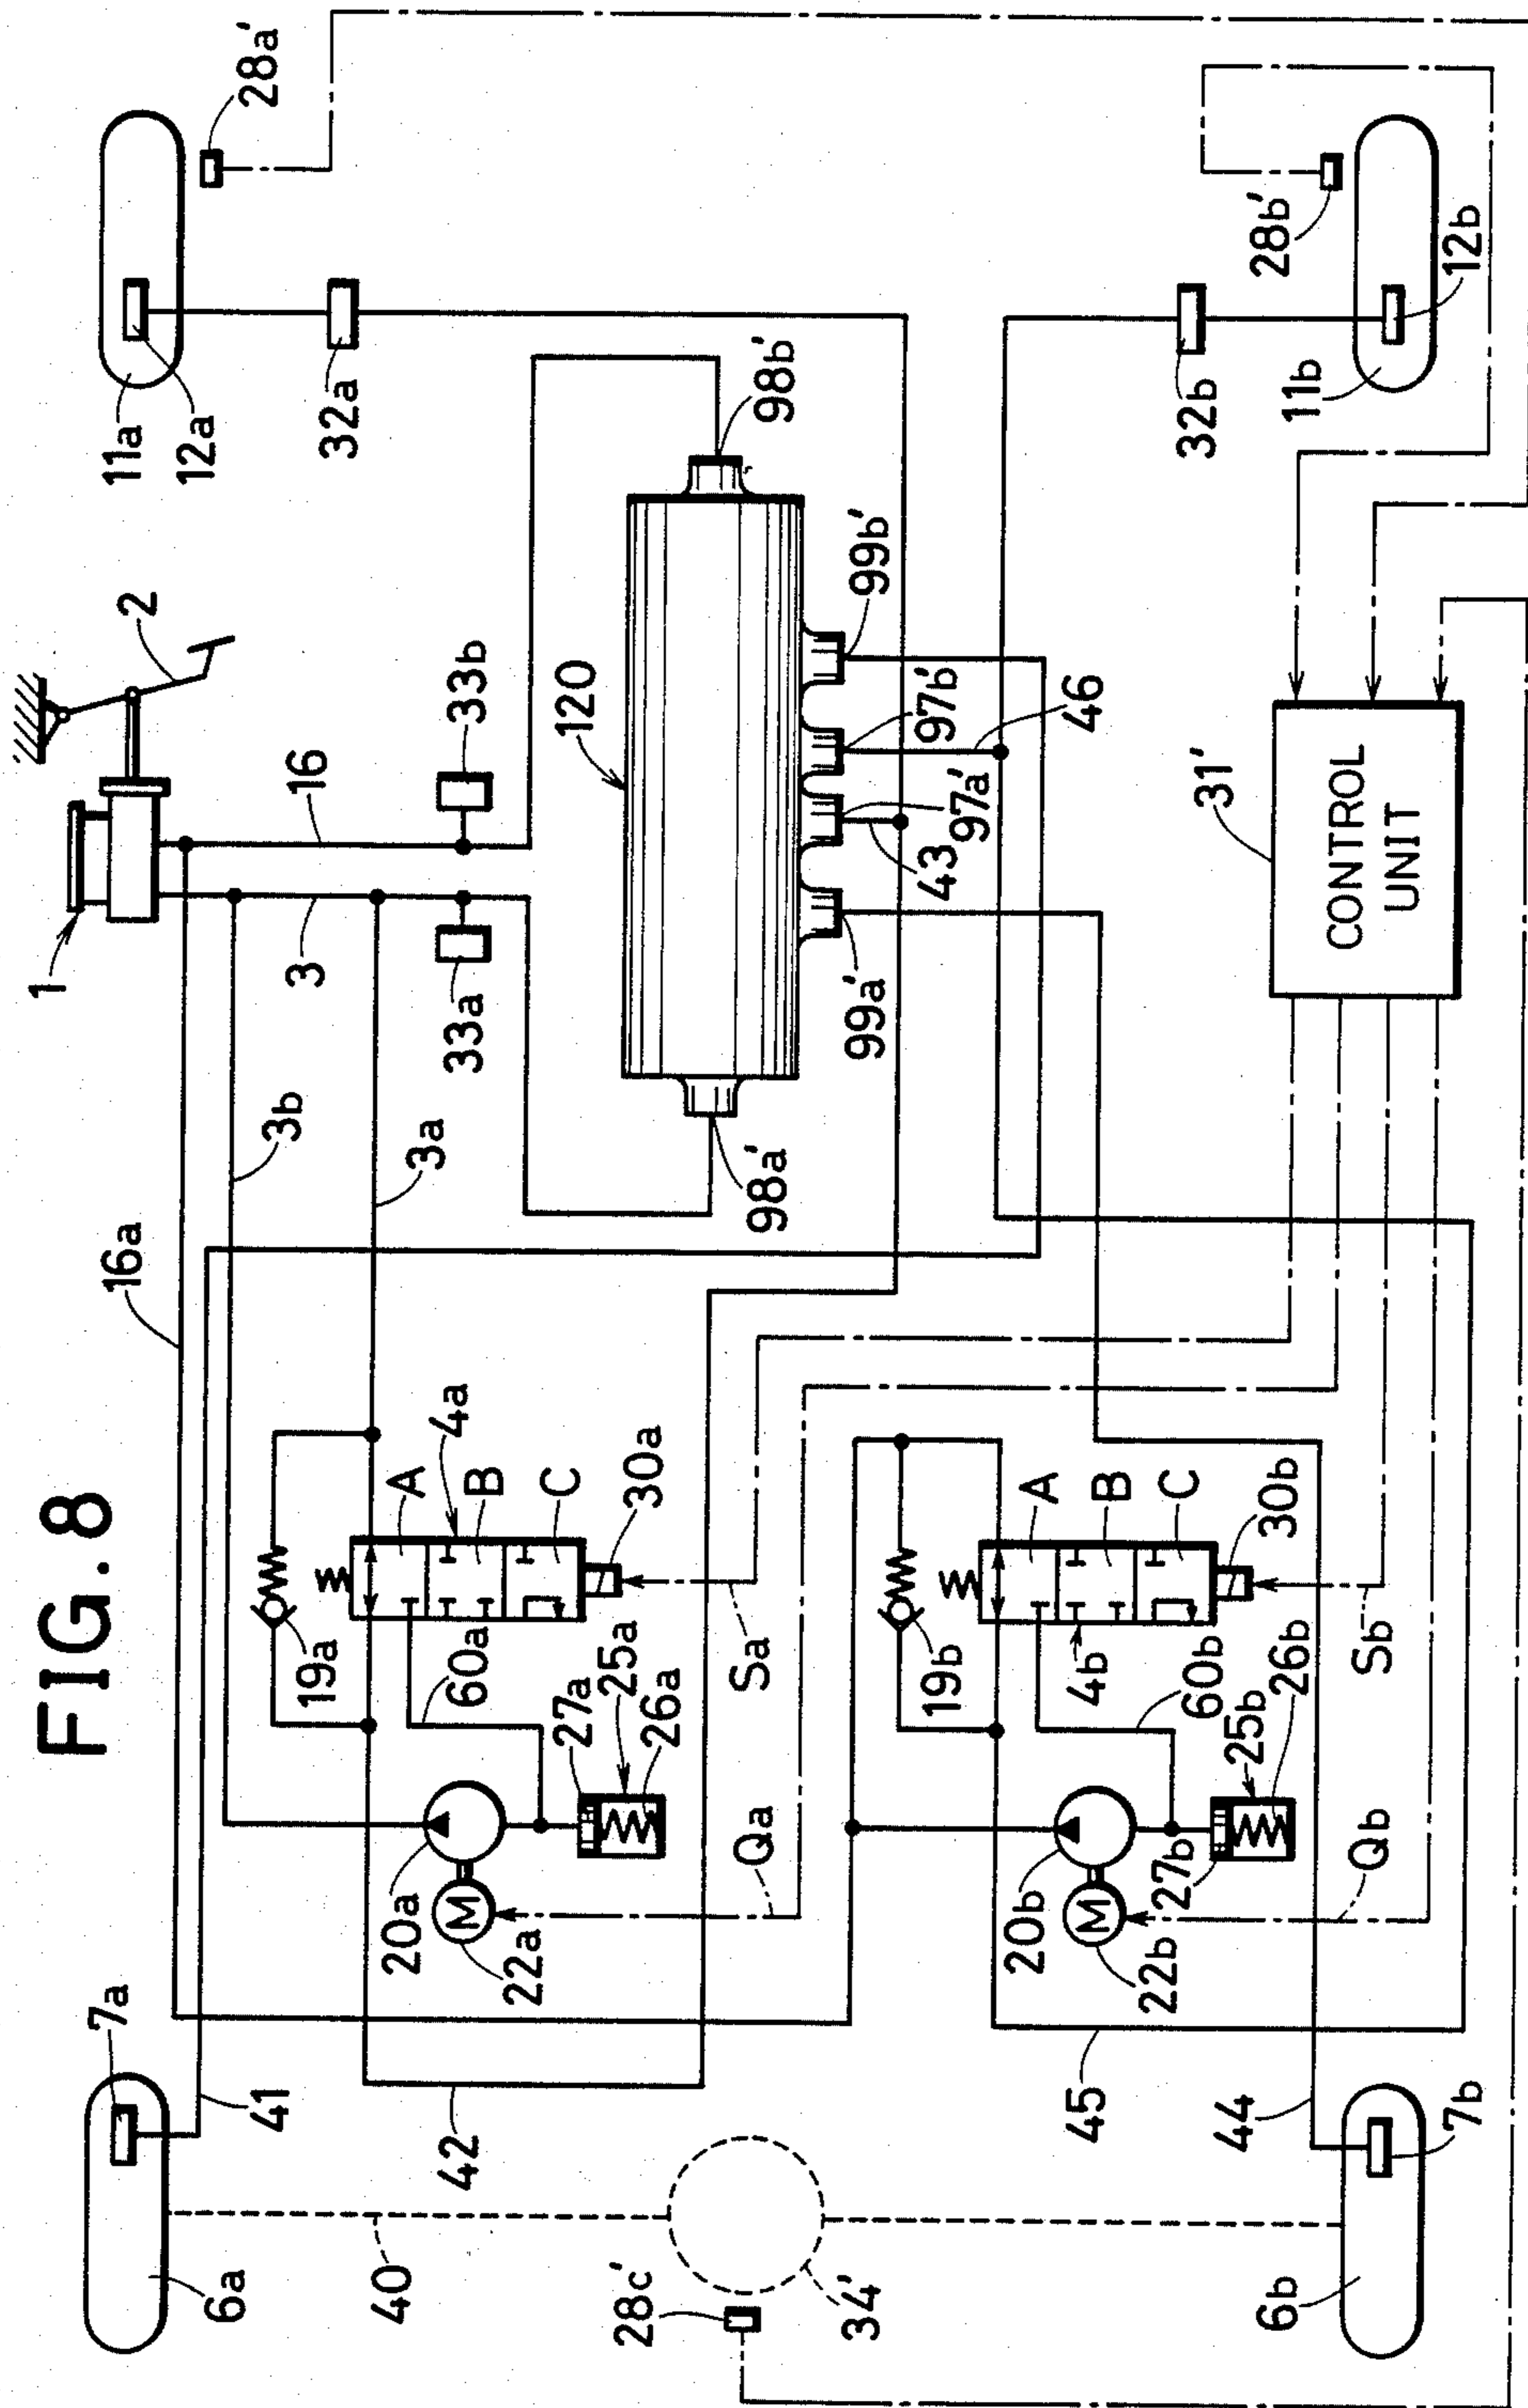 FIG. 8
1
2
3
16
16a
3b
3a
33a
33b
11a
12a
28a'
32a
120
98a'
98b'
99a'
99b'
97a'
97b'
43
46
32b
11b
12b
28b'
31'
CONTROL
UNIT
7a
41
6a
40
42
20a
M
22a
19a
A
B
C
4a
30a
60a
27a
25a
26a
Sa
Qa
28c'
34'
20b
M
22b
19b
A
B
C
4b
30b
60b
27b
25b
26b
Sb
Qb
45
44
7b
6b